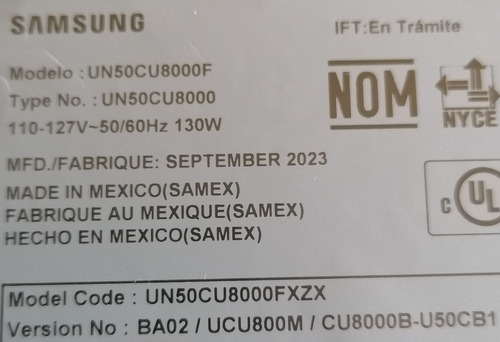 SAMSUNG
IFT:En Trámite
Modelo : UN50CU8000F
Type No. : UN50CU8000
110-127V~50/60Hz 130W
NOM
NYCE
MFD./FABRIQUE: SEPTEMBER 2023
MADE IN MEXICO(SAMEX)
FABRIQUE AU MEXIQUE(SAMEX)
HECHO EN MEXICO(SAMEX)
c UL
Model Code : UN50CU8000FXZX
Version No : BA02 / UCU800M / CU8000B-U50CB1